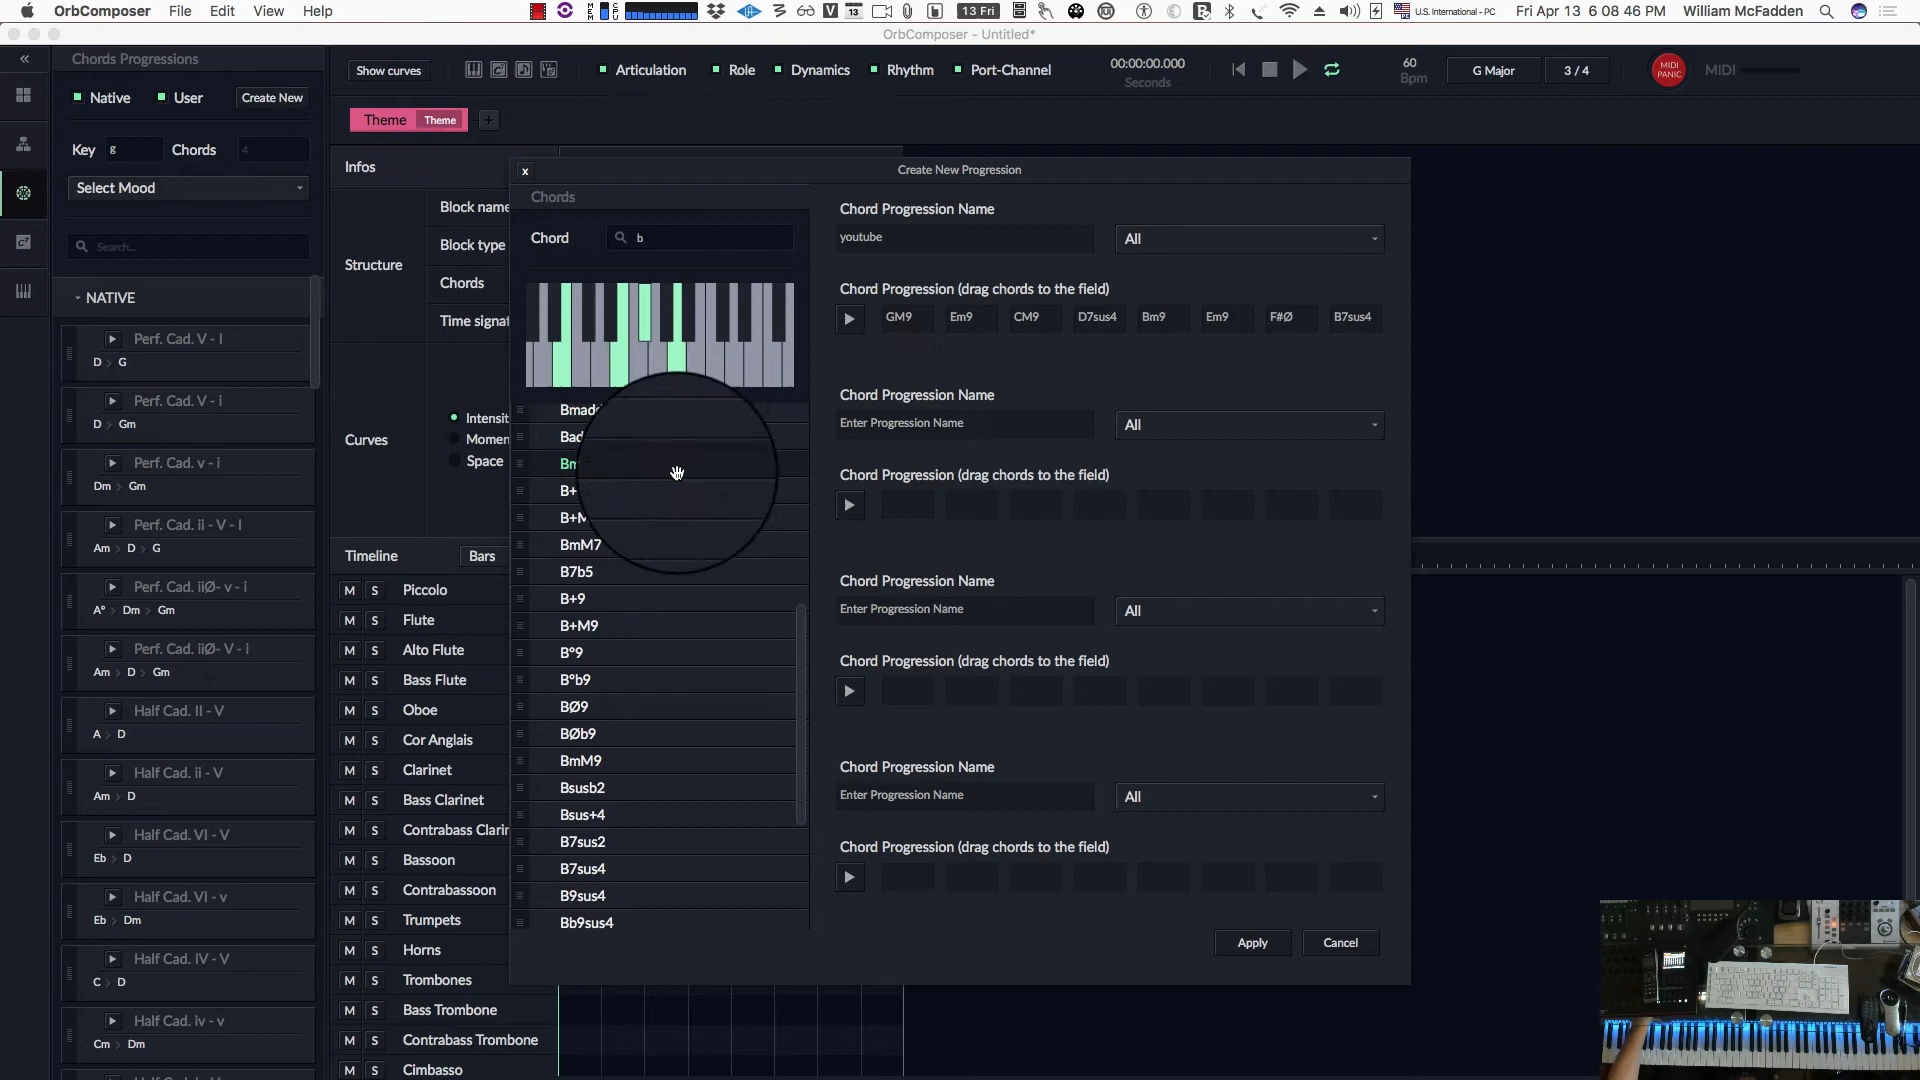 OrbComposer File Edit View Help
13 Fri
U.S. International - PC
Fri Apr 13 6:08:46 PM William McFadden
OrbComposer - Untitled*
Chords Progressions
Native User Create New
Key g Chords 4
Select Mood
Search...
NATIVE
Perf. Cad. V - I
D > G
Perf. Cad. V - i
D > Gm
Perf. Cad. v - i
Dm > Gm
Perf. Cad. ii - V - I
Am > D > G
Perf. Cad. iiØ- v - i
A° > Dm > Gm
Perf. Cad. iiØ- V - i
Am > D > Gm
Half Cad. II - V
A > D
Half Cad. ii - V
Am > D
Half Cad. VI - V
Eb > D
Half Cad. VI - v
Eb > Dm
Half Cad. IV - V
C > D
Half Cad. iv - v
Cm > Dm
Show curves
Articulation Role Dynamics Rhythm Port-Channel
00:00:00.000
Seconds
60
Bpm
G Major 3 / 4
MIDI PANIC
MIDI
Theme Theme +
Infos
Structure
Block name
Block type
Chords
Time signat
Curves
Intensit
Momen
Space
Timeline Bars
M S Piccolo
M S Flute
M S Alto Flute
M S Bass Flute
M S Oboe
M S Cor Anglais
M S Clarinet
M S Bass Clarinet
M S Contrabass Clarin
M S Bassoon
M S Contrabassoon
M S Trumpets
M S Horns
M S Trombones
M S Bass Trombone
M S Contrabass Trombone
M S Cimbasso
x Create New Progression
Chords
Chord b
Bmad
Bad
Bm
B+
B+M
BmM7
B7b5
B+9
B+M9
B°9
B°b9
BØ9
BØb9
BmM9
Bsusb2
Bsus+4
B7sus2
B7sus4
B9sus4
Bb9sus4
Chord Progression Name
youtube All
Chord Progression (drag chords to the field)
GM9 Em9 CM9 D7sus4 Bm9 Em9 F#Ø B7sus4
Chord Progression Name
Enter Progression Name All
Chord Progression (drag chords to the field)
Chord Progression Name
Enter Progression Name All
Chord Progression (drag chords to the field)
Chord Progression Name
Enter Progression Name All
Chord Progression (drag chords to the field)
Apply Cancel